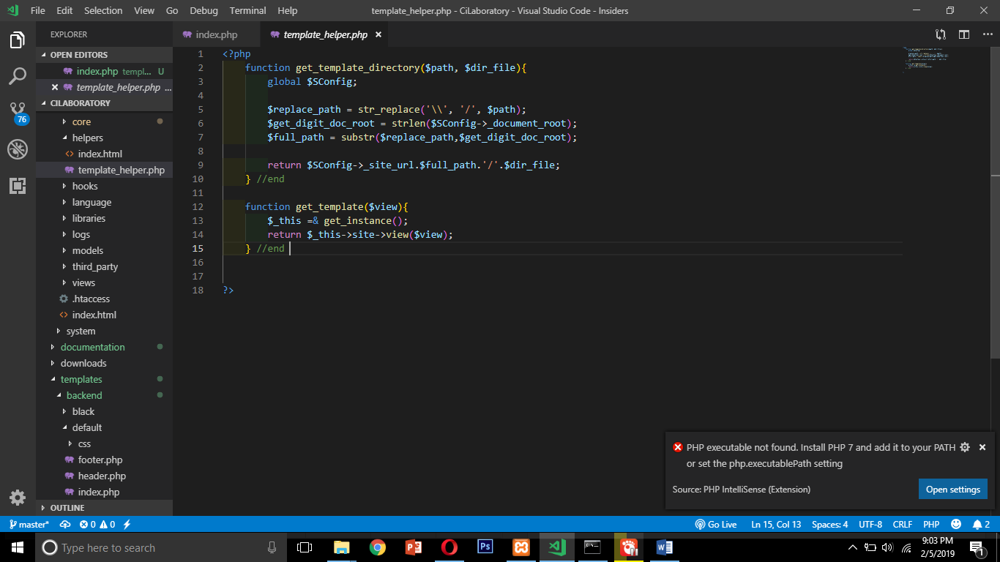 File Edit Selection View Go Debug Terminal Help
template_helper.php - CiLaboratory - Visual Studio Code - Insiders
EXPLORER
OPEN EDITORS
index.php templ... U
template_helper.php ...
CILABORATORY
76
core
helpers
index.html
template_helper.php
hooks
language
libraries
logs
models
third_party
views
.htaccess
index.html
system
documentation
downloads
templates
backend
black
default
css
footer.php
header.php
index.php
OUTLINE
index.php template_helper.php
1 <?php
2 function get_template_directory($path, $dir_file){
3 global $SConfig;
4
5 $replace_path = str_replace('\\', '/', $path);
6 $get_digit_doc_root = strlen($SConfig->_document_root);
7 $full_path = substr($replace_path,$get_digit_doc_root);
8
9 return $SConfig->_site_url.$full_path.'/'.$dir_file;
10 } //end
11
12 function get_template($view){
13 $_this =& get_instance();
14 return $_this->site->view($view);
15 } //end
16
17
18 ?>
PHP executable not found. Install PHP 7 and add it to your PATH
or set the php.executablePath setting
Source: PHP IntelliSense (Extension)
Open settings
master* 0 0 Go Live Ln 15, Col 13 Spaces: 4 UTF-8 CRLF PHP 2
Type here to search
Ps
9:03 PM
2/5/2019
1